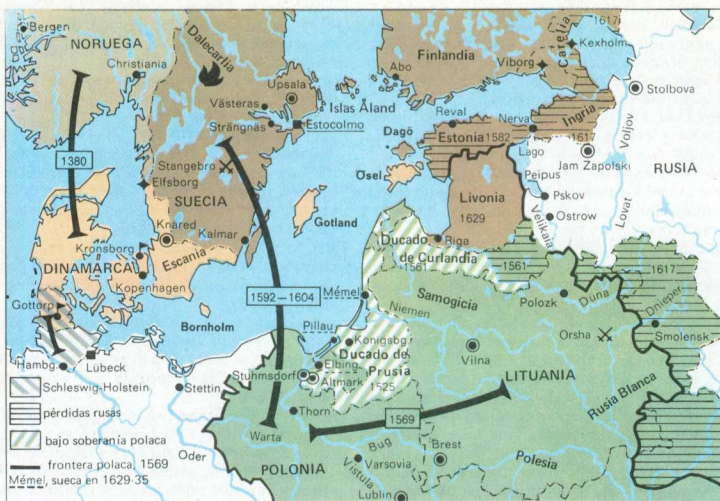 Bergen
NORUEGA
Dalecarlia
Finlandia
Carelia
1617
Kexholm
Viborg
Christiania
Abo
Upsala
Västeras
Islas Åland
Stolbova
Strängnäs
Estocolmo
Reval
Nerva
Ingria
1617
Dagö
Estonia 1582
Voljov
1380
Stangebro
Lago
Peipus
Jam Zapolski
RUSIA
Elfsborg
Ösel
SUECIA
Livonia
1629
Pskov
Lovat
Gotland
Knäred
Kalmar
Velikaia
Ostrow
Kronsborg
Escania
Ducado
de Curlandia
1561
Riga
DINAMARCA
Kopenhagen
1561
1617
Gottorp
1592—1604
Mémel
Samogicia
Polozk
Duna
Dnieper
Bornholm
Niemen
Pillau
Orsha
Smolensk
Hambg.
Lübeck
Königsbg.
Ducado de
Prusia
1525
Vilna
Elbing
Stuhmsdorf
Altmark
LITUANIA
Rusia Blanca
Schleswig-Holstein
Stettin
pérdidas rusas
Thorn
1569
bajo soberanía polaca
Warta
Bug
Brest
Oder
frontera polaca, 1569
POLONIA
Vistula
Varsovia
Polesia
Mémel, sueca en 1629-35
Lublin